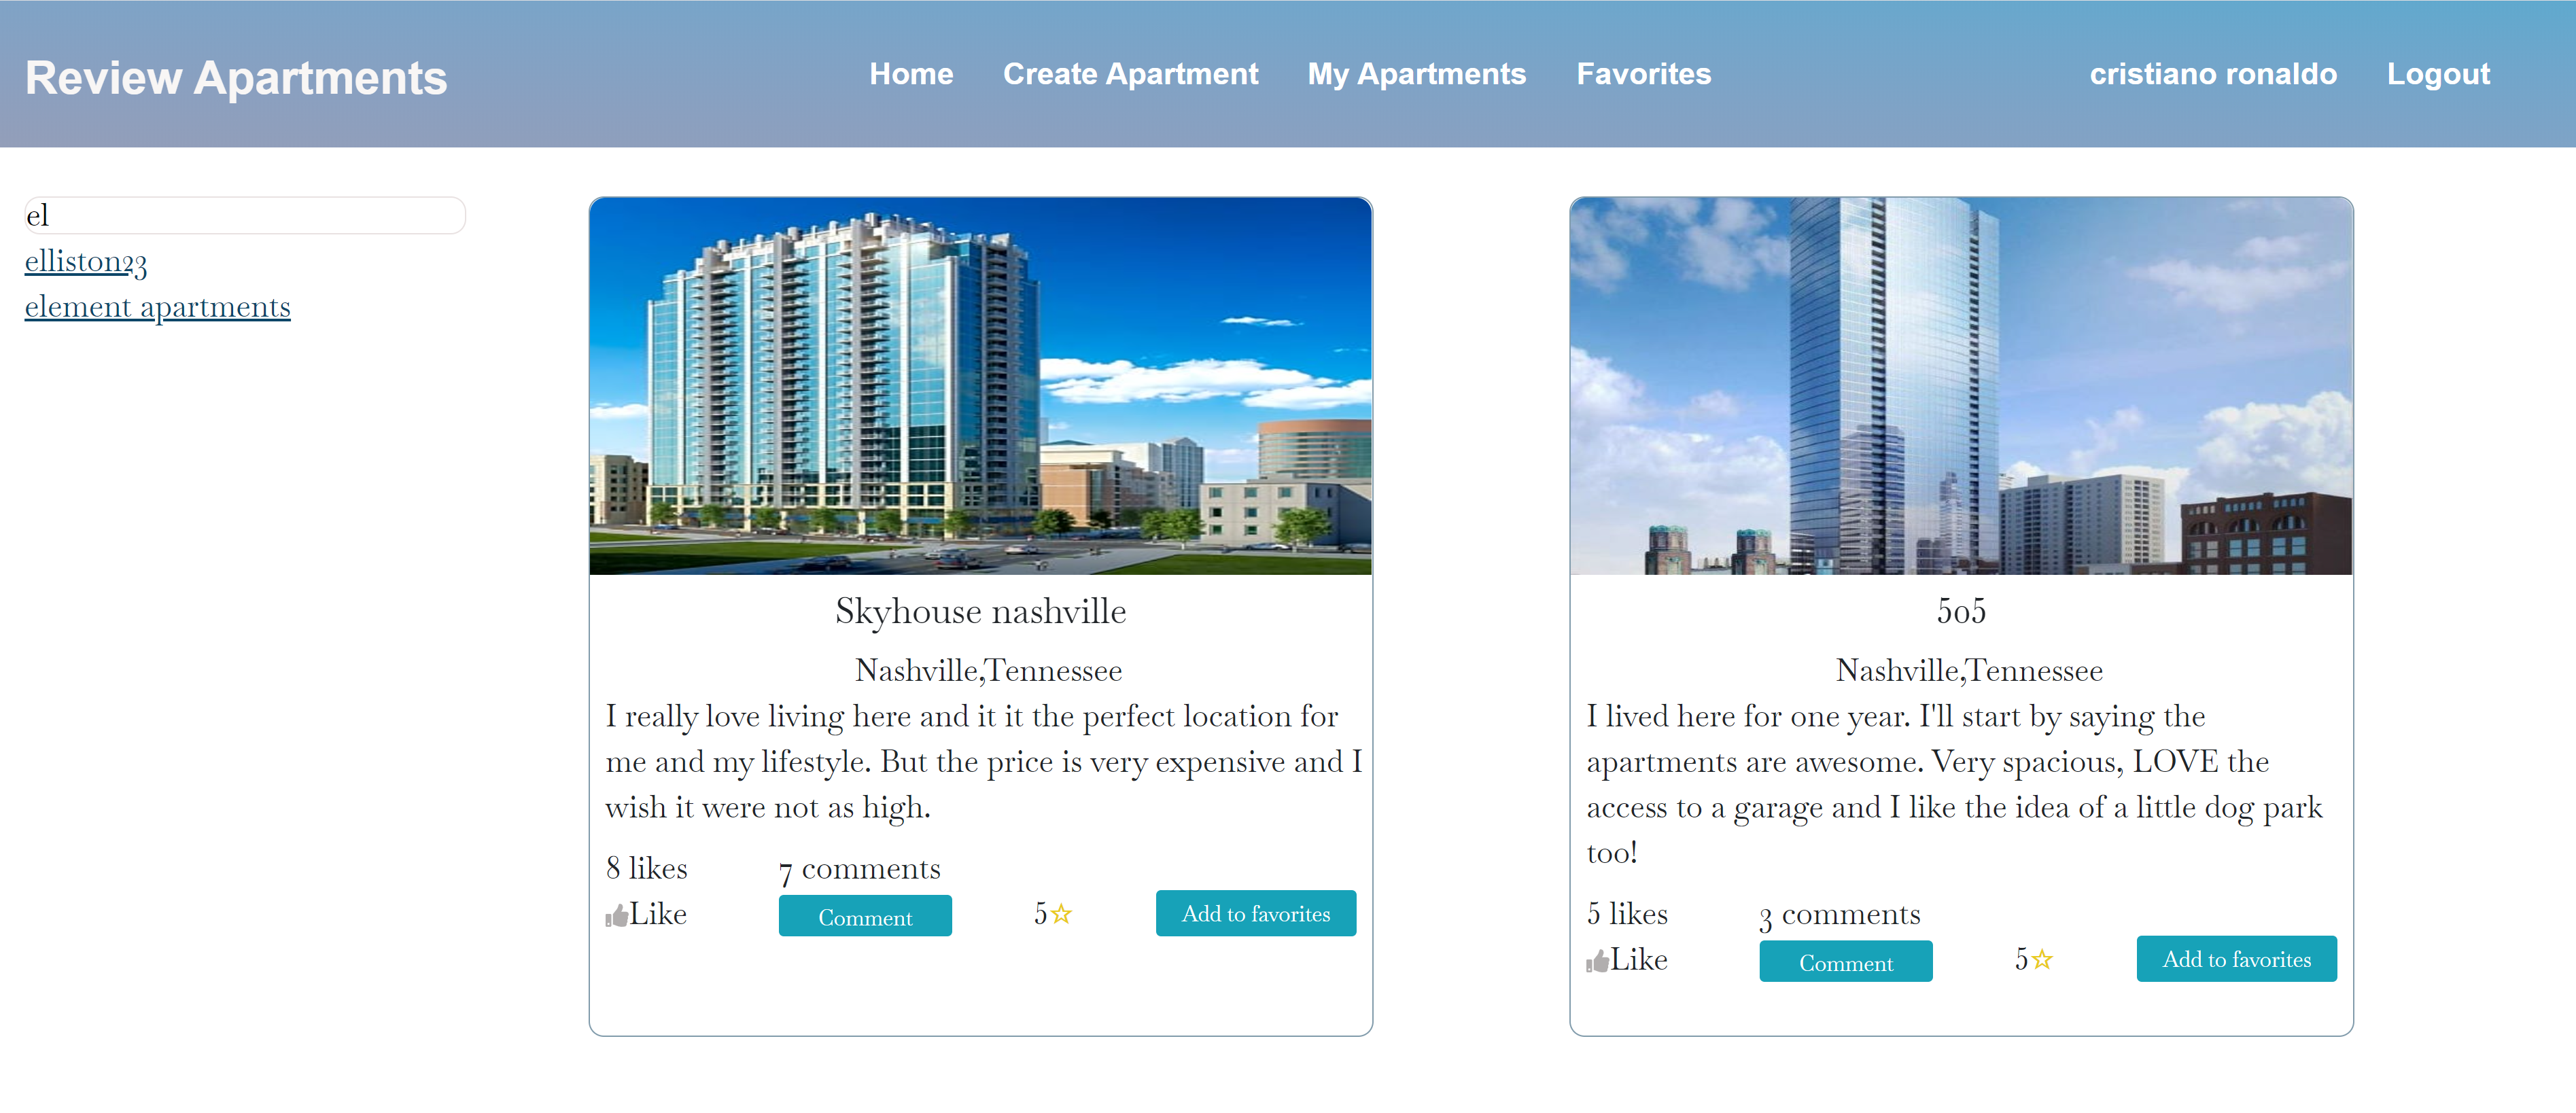 Review Apartments
Home Create Apartment My Apartments Favorites
cristiano ronaldo Logout
el
elliston23
element apartments
Skyhouse nashville
Nashville,Tennessee
I really love living here and it it the perfect location for
me and my lifestyle. But the price is very expensive and I
wish it were not as high.
8 likes 7 comments
Like Comment 5 Add to favorites
505
Nashville,Tennessee
I lived here for one year. I'll start by saying the
apartments are awesome. Very spacious, LOVE the
access to a garage and I like the idea of a little dog park
too!
5 likes 3 comments
Like Comment 5 Add to favorites